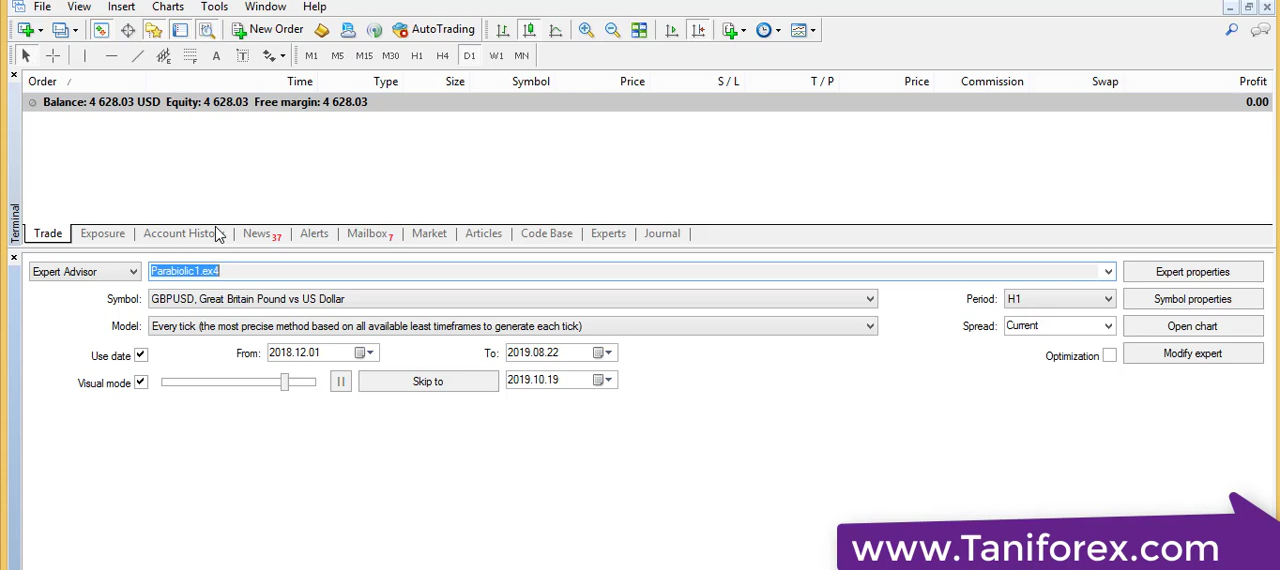 File View Insert Charts Tools Window Help
New Order AutoTrading
A T M1 M5 M15 M30 H1 H4 D1 W1 MN
Order / Time Type Size Symbol Price S / L T / P Price Commission Swap Profit
Balance: 4 628.03 USD Equity: 4 628.03 Free margin: 4 628.03 0.00
Terminal
Trade Exposure Account Histo News 37 Alerts Mailbox 7 Market Articles Code Base Experts Journal
Expert Advisor Parabiolic1.ex4 Expert properties
Symbol: GBPUSD, Great Britain Pound vs US Dollar Period: H1 Symbol properties
Model: Every tick (the most precise method based on all available least timeframes to generate each tick) Spread: Current Open chart
Use date From: 2018.12.01 To: 2019.08.22 Optimization Modify expert
Visual mode Skip to 2019.10.19
www.Taniforex.com